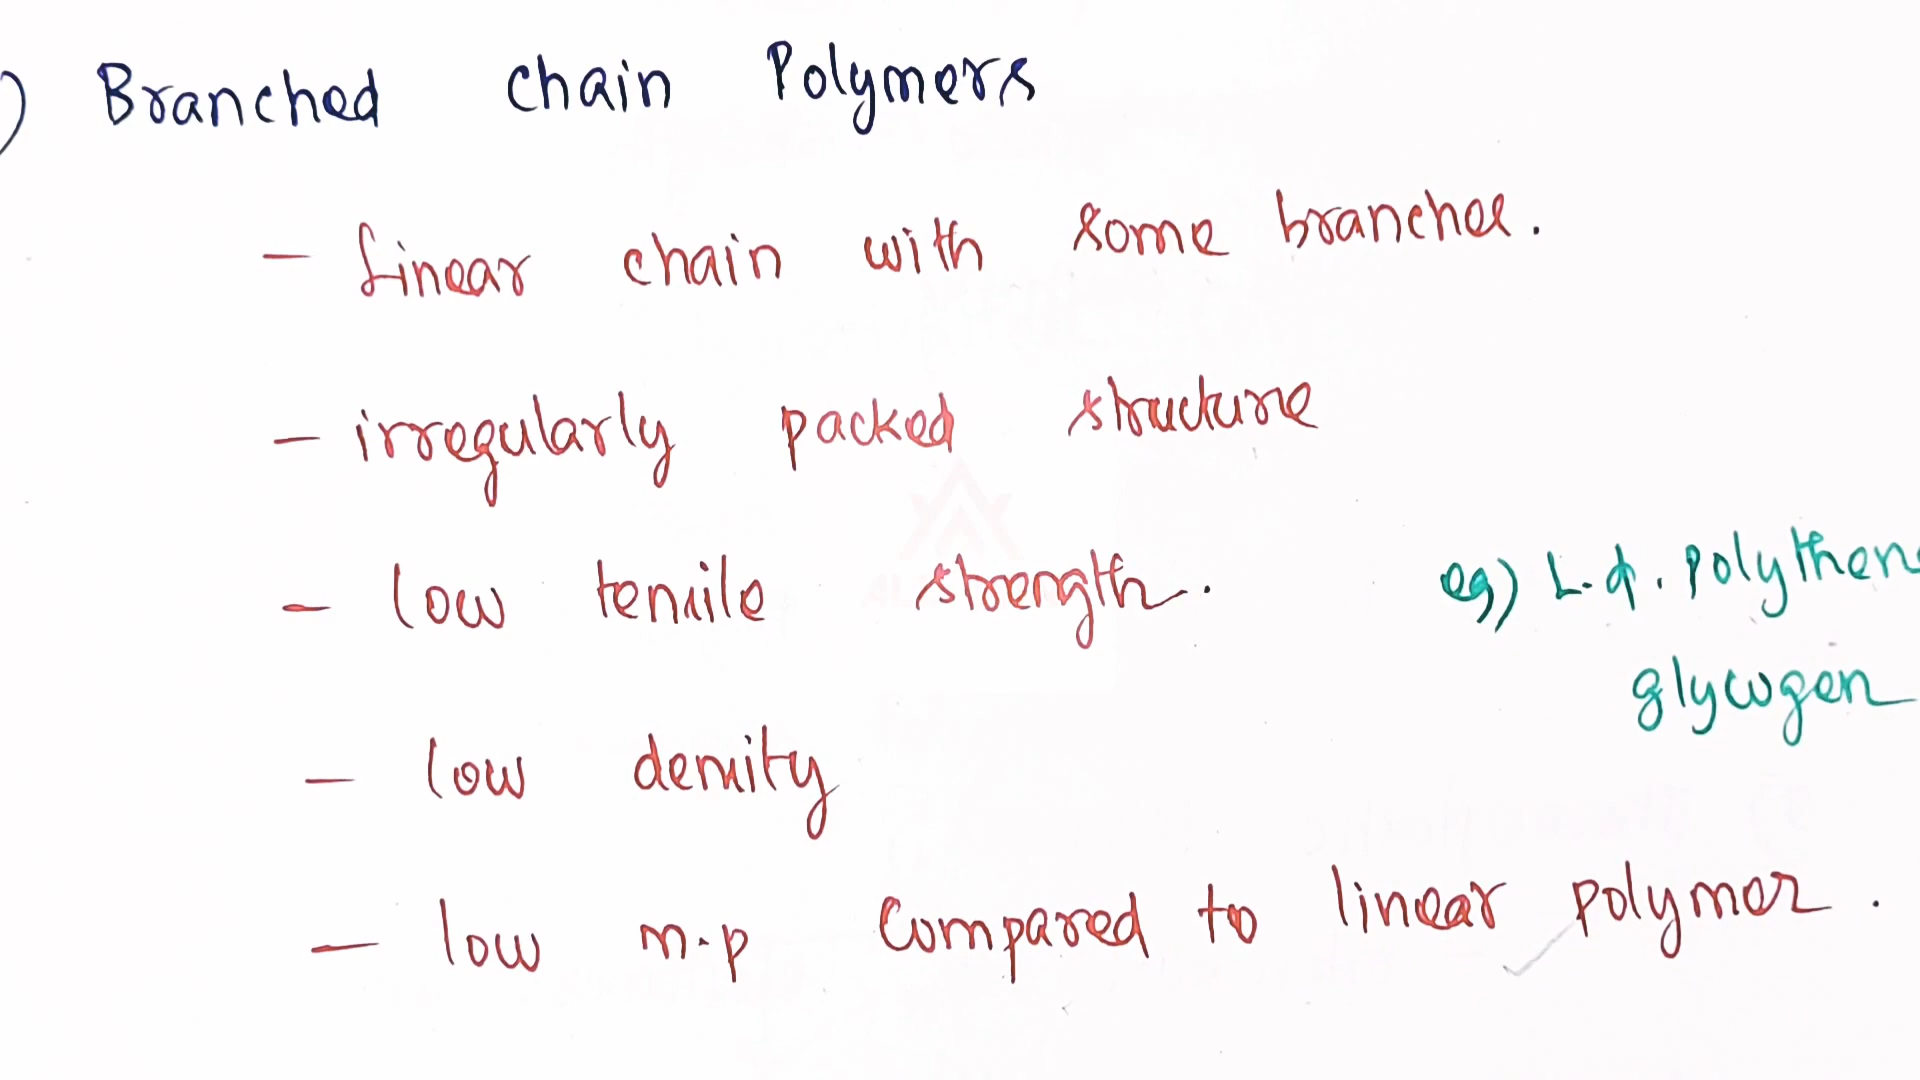 ) Branched chain Polymers
- Linear chain with some branches.
- irregularly packed structure
- low tensile strength.
eg) L.d. polythene
glycogen
- low density
- low m.p Compared to linear polymer.